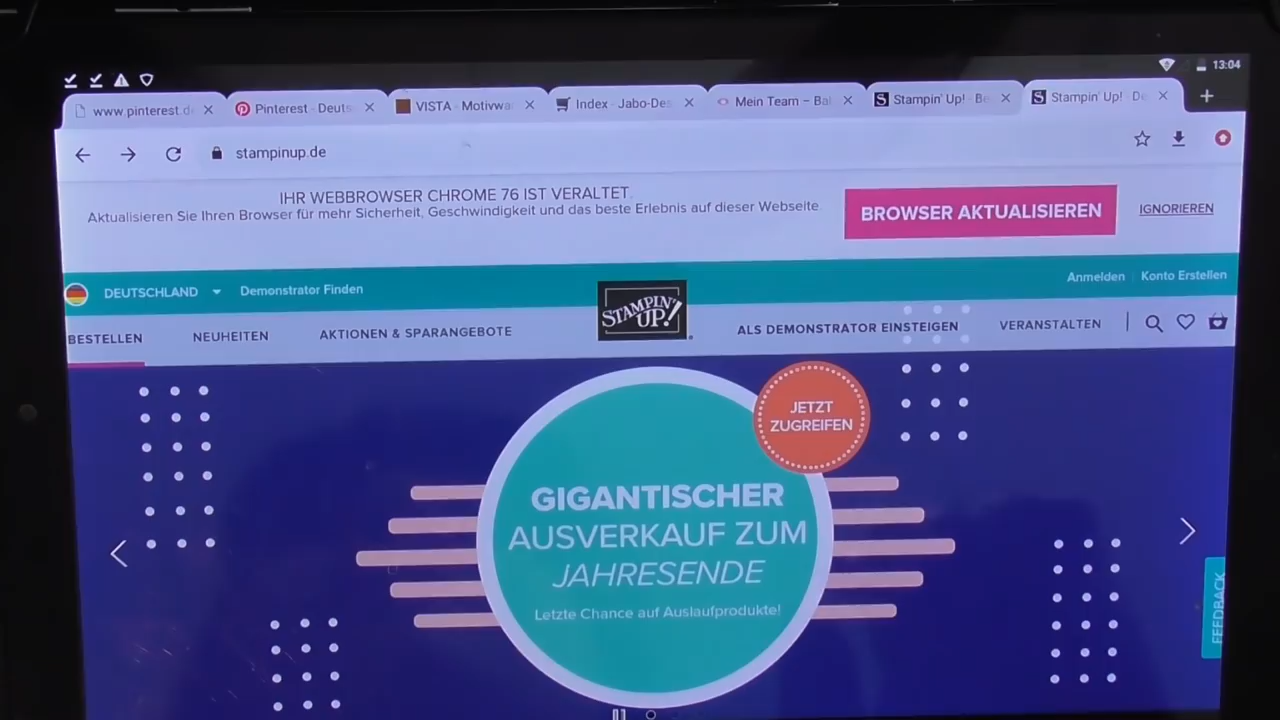 13:04
www.pinterest.d
Pinterest - Deuts
VISTA - Motivwa
Index - Jabo-Des
Mein Team – Bal
Stampin' Up! - Be
Stampin' Up! - De
stampinup.de
IHR WEBBROWSER CHROME 76 IST VERALTET.
Aktualisieren Sie Ihren Browser für mehr Sicherheit, Geschwindigkeit und das beste Erlebnis auf dieser Webseite.
BROWSER AKTUALISIEREN
IGNORIEREN
DEUTSCHLAND
Demonstrator Finden
Anmelden
Konto Erstellen
BESTELLEN
NEUHEITEN
AKTIONEN & SPARANGEBOTE
STAMPIN'
UP!
ALS DEMONSTRATOR EINSTEIGEN
VERANSTALTEN
JETZT
ZUGREIFEN
GIGANTISCHER
AUSVERKAUF ZUM
JAHRESENDE
Letzte Chance auf Auslaufprodukte!
FEEDBACK